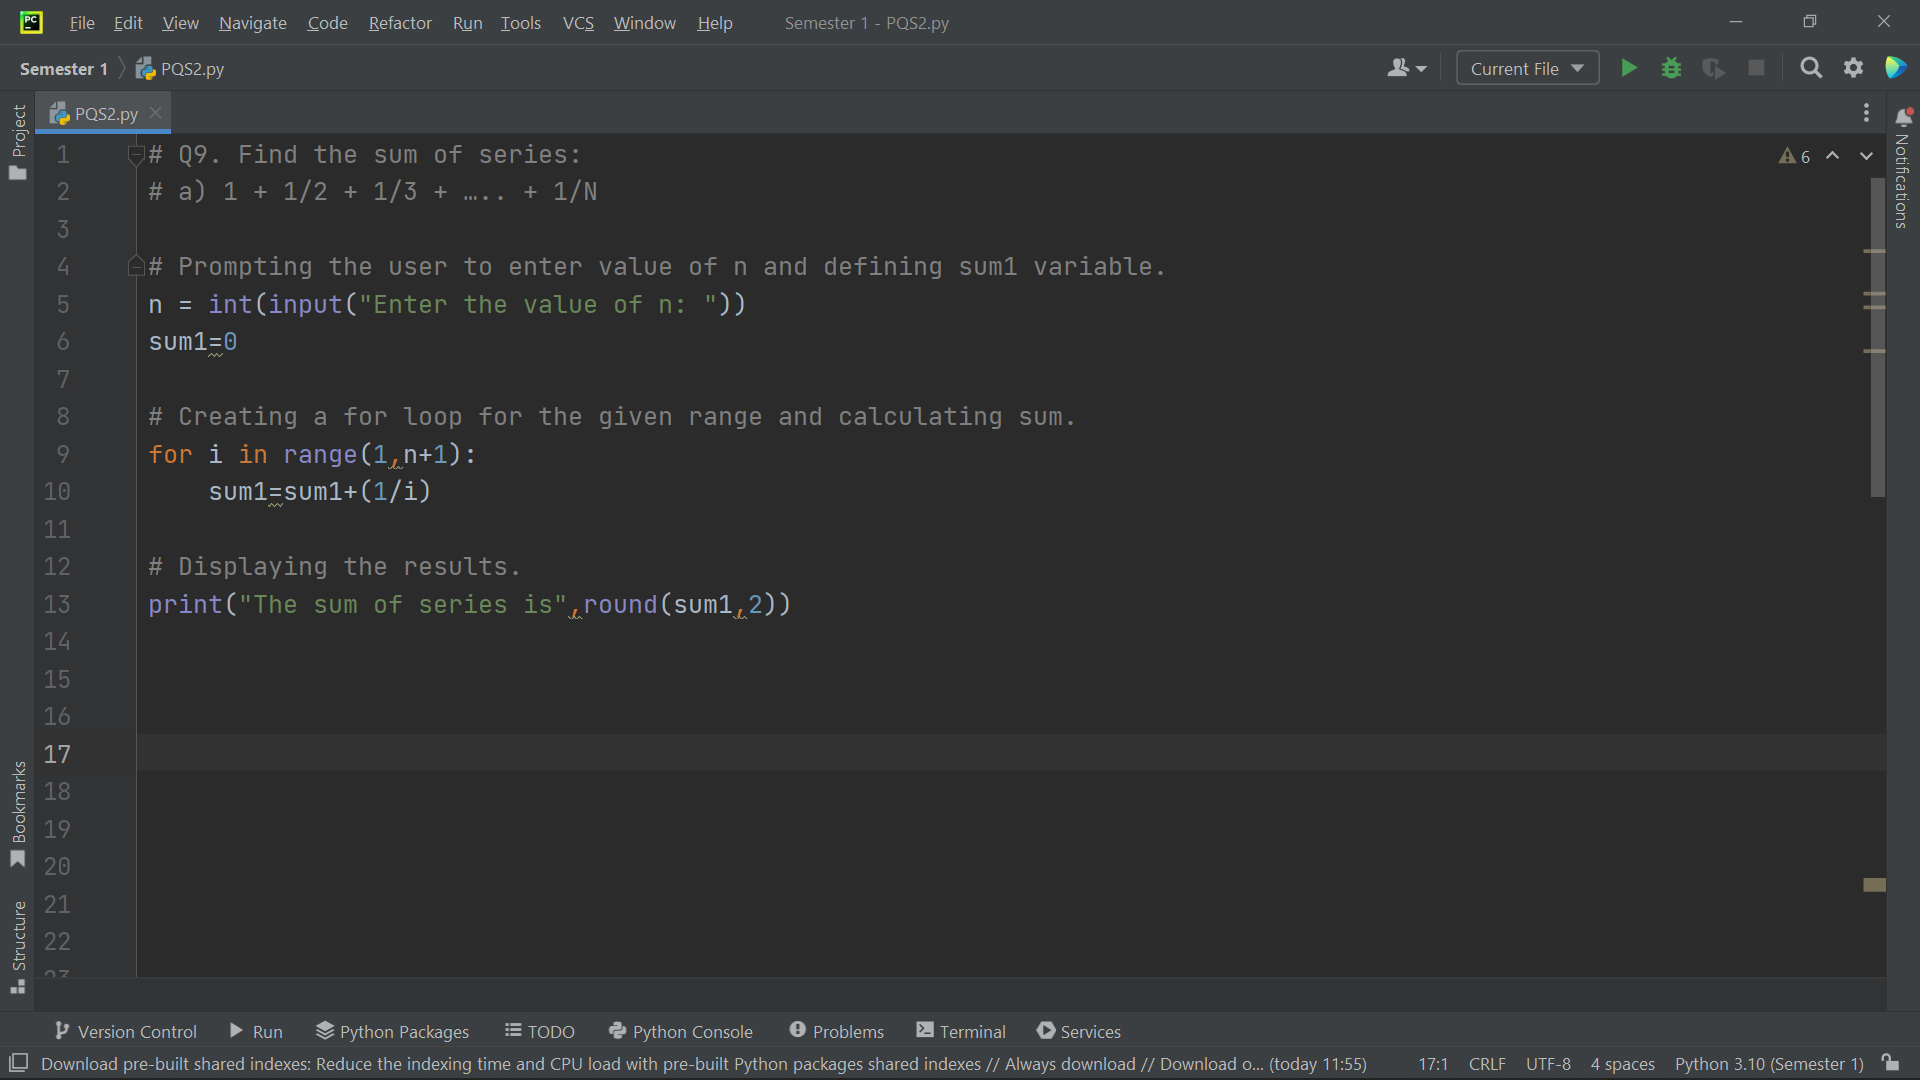 PC File Edit View Navigate Code Refactor Run Tools VCS Window Help Semester 1 - PQS2.py
Semester 1 PQS2.py Current File
PQS2.py
Project
Bookmarks
Structure
Notifications
6
1 # Q9. Find the sum of series:
2 # a) 1 + 1/2 + 1/3 + ….. + 1/N
3
4 # Prompting the user to enter value of n and defining sum1 variable.
5 n = int(input("Enter the value of n: "))
6 sum1=0
7
8 # Creating a for loop for the given range and calculating sum.
9 for i in range(1,n+1):
10     sum1=sum1+(1/i)
11
12 # Displaying the results.
13 print("The sum of series is",round(sum1,2))
14
15
16
17
18
19
20
21
22
23
Version Control Run Python Packages TODO Python Console Problems Terminal Services
Download pre-built shared indexes: Reduce the indexing time and CPU load with pre-built Python packages shared indexes // Always download // Download o... (today 11:55) 17:1 CRLF UTF-8 4 spaces Python 3.10 (Semester 1)